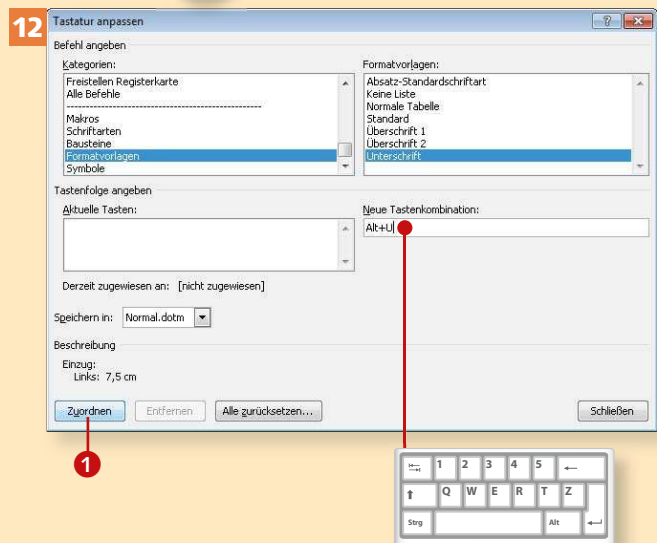 12
Tastatur anpassen
Befehl angeben
Kategorien:
Freistellen Registerkarte
Alle Befehle
--------------------------------------------------
Makros
Schriftarten
Bausteine
Formatvorlagen
Symbole
Formatvorlagen:
Absatz-Standardschriftart
Keine Liste
Normale Tabelle
Standard
Überschrift 1
Überschrift 2
Unterschrift
Tastenfolge angeben
Aktuelle Tasten:
Neue Tastenkombination:
Alt+U
Derzeit zugewiesen an: [nicht zugewiesen]
Speichern in: Normal.dotm
Beschreibung
Einzug:
Links: 7,5 cm
Zuordnen Entfernen Alle zurücksetzen... Schließen
1
1 2 3 4 5
Q W E R T Z
Strg Alt